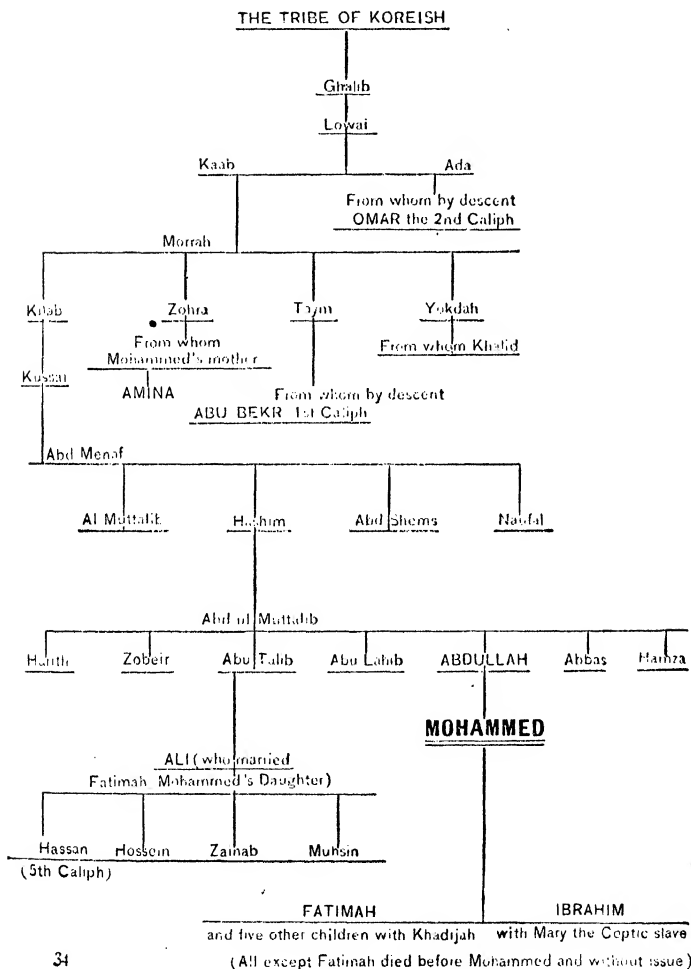 THE TRIBE OF KOREISH
Ghalib
Lowai
Kaab Ada
From whom by descent
OMAR the 2nd Caliph
Morrah
Kilab Zohra Taym Yokdah
From whom
Mohammed's mother
From whom Khalid
Kussai
AMINA From whom by descent
ABU BEKR 1st Caliph
Abd Menaf
Al Muttalib Hashim Abd Shems Naufal
Abd ul Muttalib
Harith Zobeir Abu Talib Abu Lahib ABDULLAH Abbas Hamza
MOHAMMED
ALI (who married
Fatimah Mohammed's Daughter)
Hassan Hossein Zainab Muhsin
(5th Caliph)
FATIMAH IBRAHIM
and five other children with Khadijah with Mary the Coptic slave
34 (All except Fatimah died before Mohammed and without issue)